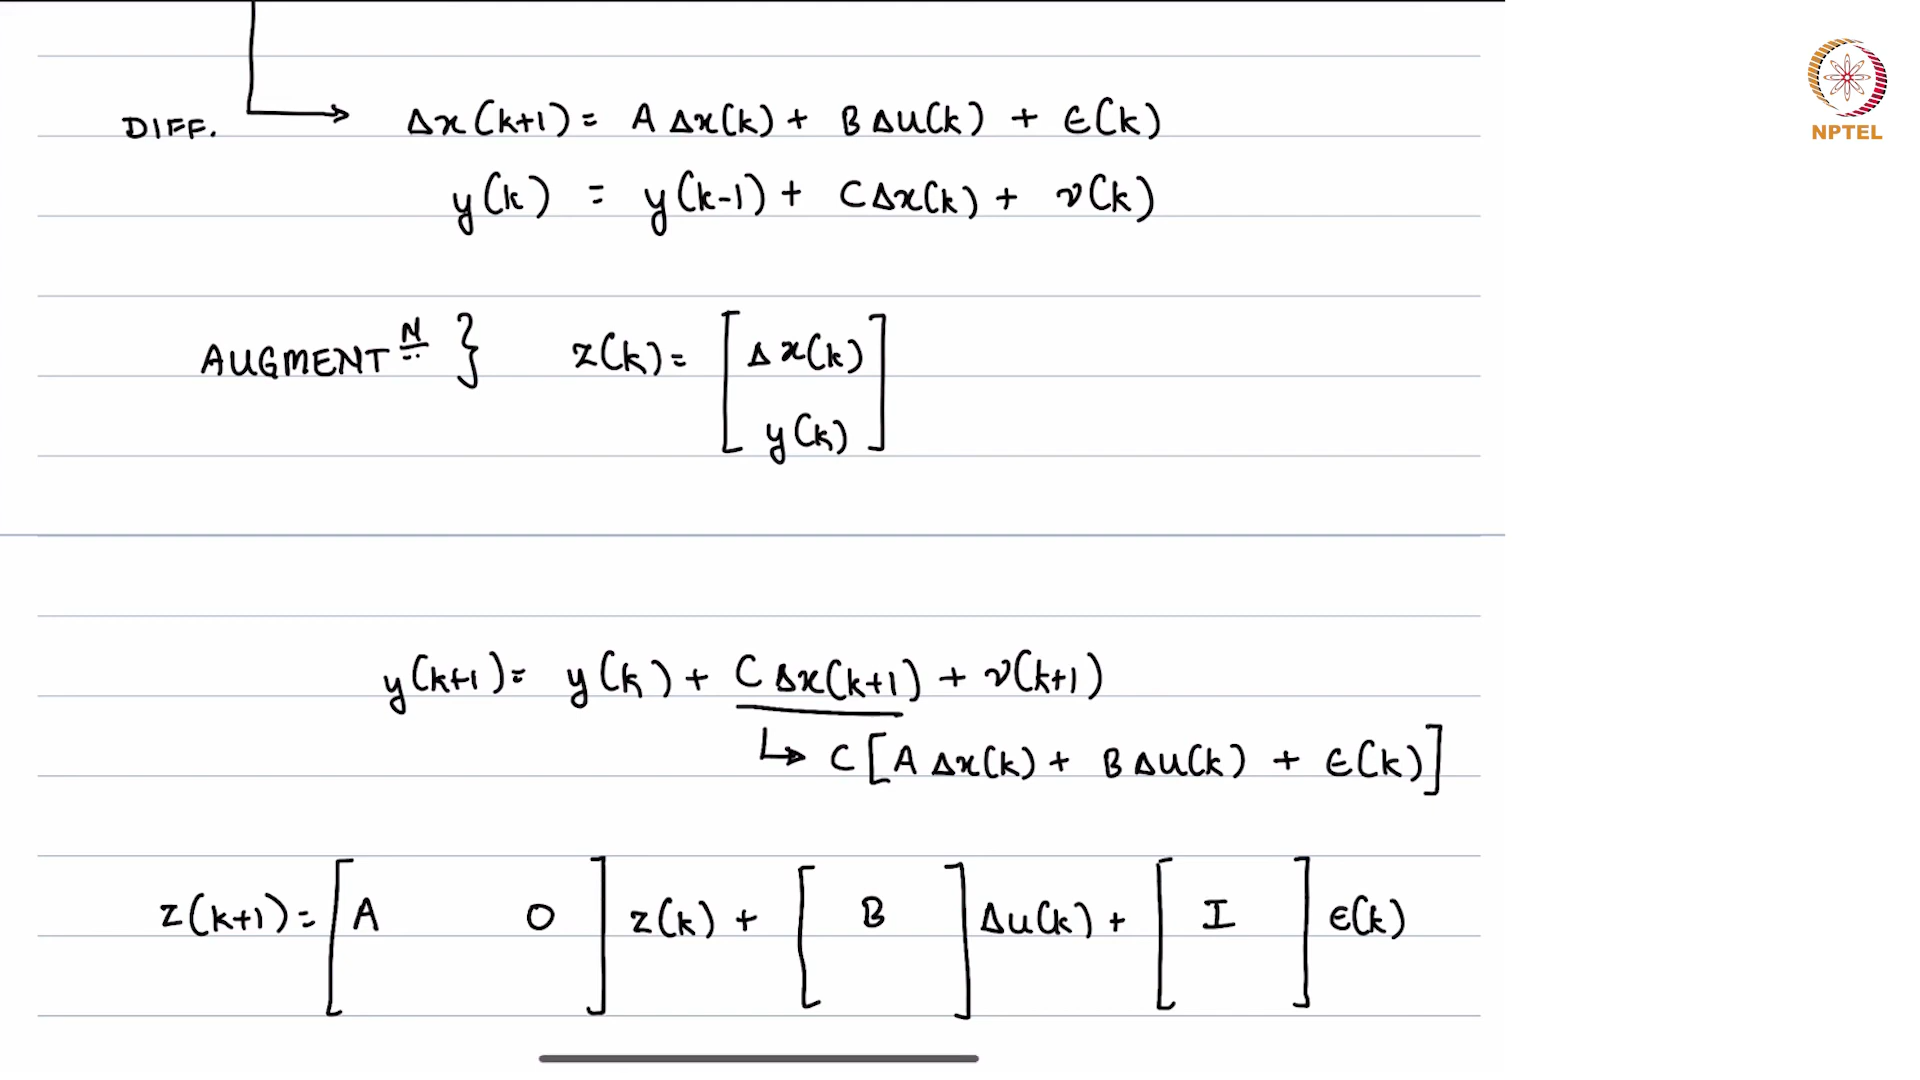 NPTEL
DIFF. → Δx(k+1) = A Δx(k) + B Δu(k) + ϵ(k)
y(k) = y(k-1) + C Δx(k) + ν(k)
AUGMENTᴺ } z(k) = [ Δx(k)
y(k) ]
y(k+1) = y(k) + C Δx(k+1) + ν(k+1)
↳ C [ A Δx(k) + B Δu(k) + ϵ(k) ]
z(k+1) = [ A 0 ] z(k) + [ B ] Δu(k) + [ I ] ϵ(k)